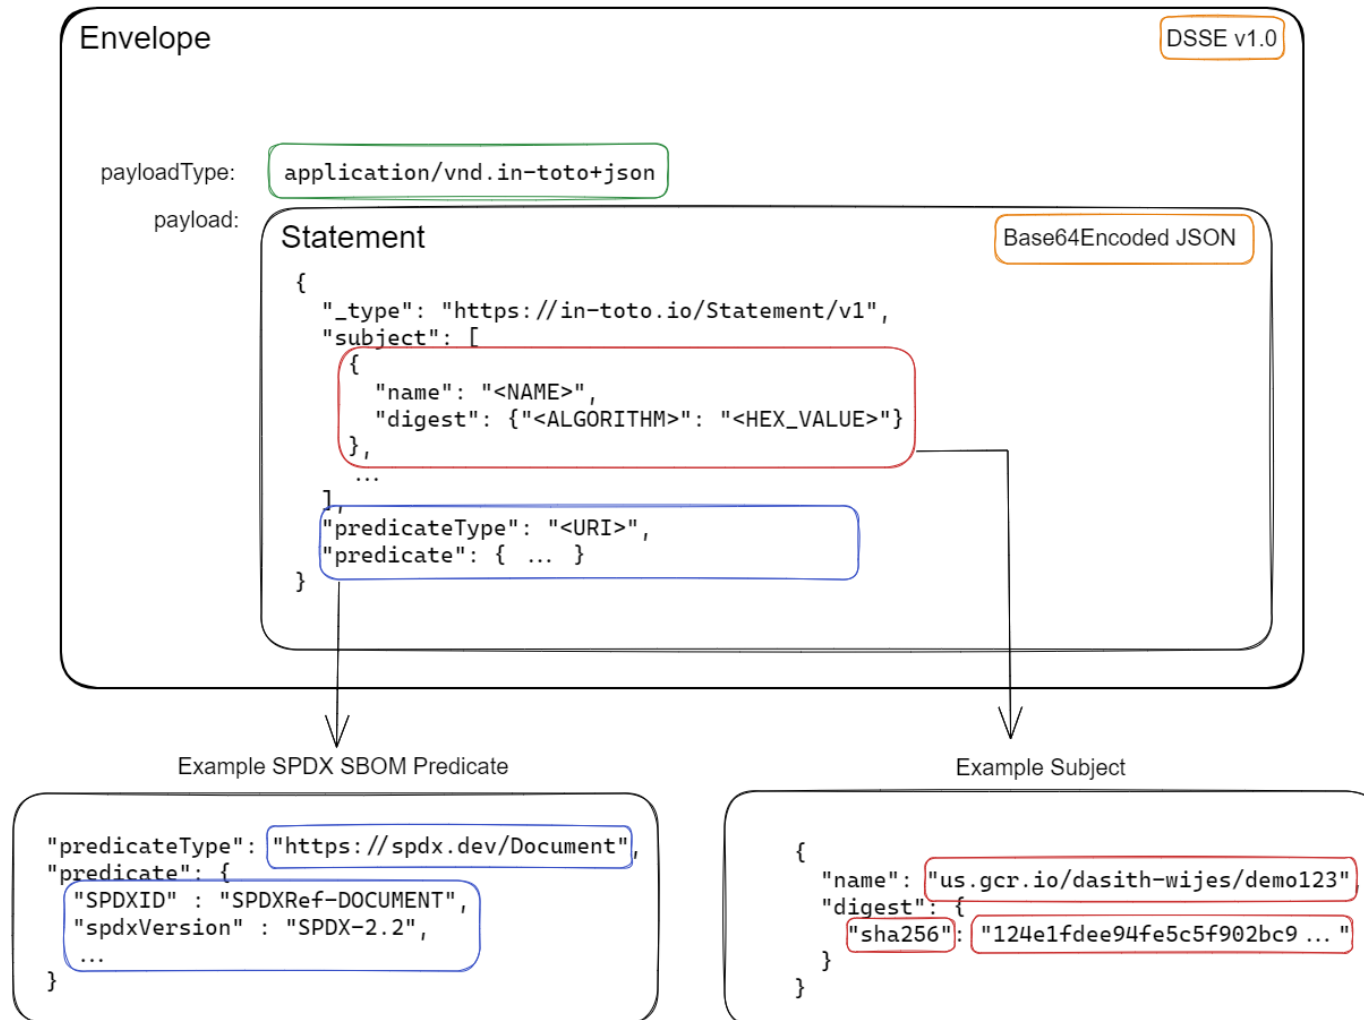 Envelope
DSSE v1.0
payloadType:
application/vnd.in-toto+json
payload:
Statement
Base64Encoded JSON
{
"_type": "https://in-toto.io/Statement/v1",
"subject": [
{
"name": "<NAME>",
"digest": {"<ALGORITHM>": "<HEX_VALUE>"}
},
...
],
"predicateType": "<URI>",
"predicate": { ... }
}
Example SPDX SBOM Predicate
"predicateType": "https://spdx.dev/Document",
"predicate": {
"SPDXID" : "SPDXRef-DOCUMENT",
"spdxVersion" : "SPDX-2.2",
...
}
Example Subject
{
"name": "us.gcr.io/dasith-wijes/demo123",
"digest": {
"sha256": "124e1fdee94fe5c5f902bc9 ... "
}
}